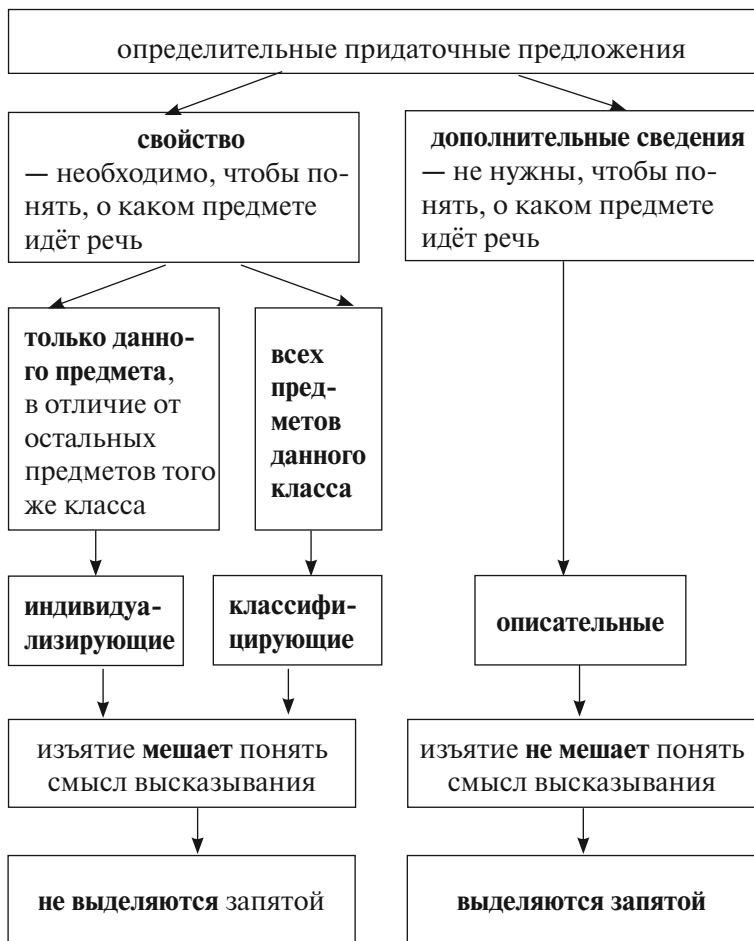 определительные придаточные предложения
свойство
— необходимо, чтобы по-
нять, о каком предмете
идёт речь
дополнительные сведения
— не нужны, чтобы по-
нять, о каком предмете
идёт речь
только данно-
го предмета,
в отличие от
остальных
предметов того
же класса
всех
пред-
метов
данного
класса
индивидуа-
лизирующие
классифи-
цирующие
описательные
изъятие мешает понять
смысл высказывания
изъятие не мешает понять
смысл высказывания
не выделяются запятой
выделяются запятой